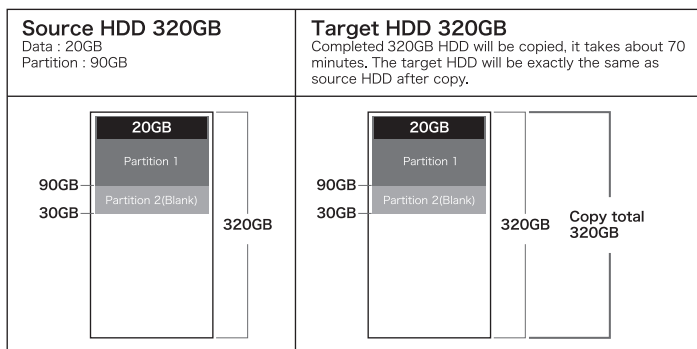 Source HDD 320GB
Data : 20GB
Partition : 90GB
Target HDD 320GB
Completed 320GB HDD will be copied, it takes about 70
minutes. The target HDD will be exactly the same as
source HDD after copy.
20GB
Partition 1
90GB
Partition 2(Blank)
30GB
320GB
20GB
Partition 1
90GB
Partition 2(Blank)
30GB
320GB
Copy total
320GB